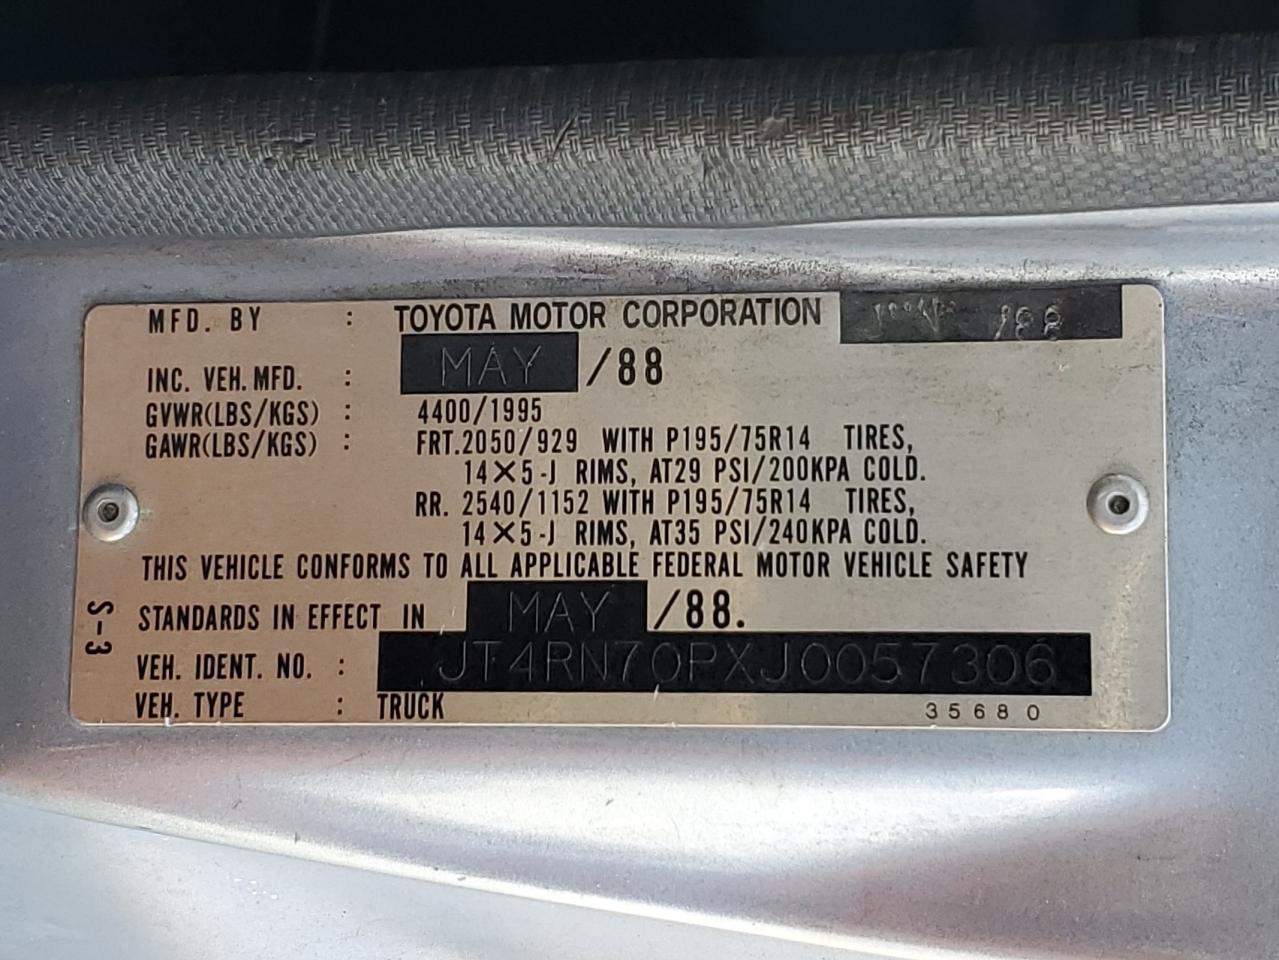 MFD. BY : TOYOTA MOTOR CORPORATION /88
INC. VEH. MFD. : MAY /88
GVWR(LBS/KGS) : 4400/1995
GAWR(LBS/KGS) : FRT.2050/929 WITH P195/75R14 TIRES,
14×5-J RIMS, AT29 PSI/200KPA COLD.
RR. 2540/1152 WITH P195/75R14 TIRES,
14×5-J RIMS, AT35 PSI/240KPA COLD.
THIS VEHICLE CONFORMS TO ALL APPLICABLE FEDERAL MOTOR VEHICLE SAFETY
STANDARDS IN EFFECT IN MAY /88.
VEH. IDENT. NO. : JT4RN70PXJ0057306
VEH. TYPE : TRUCK
35680
S-3